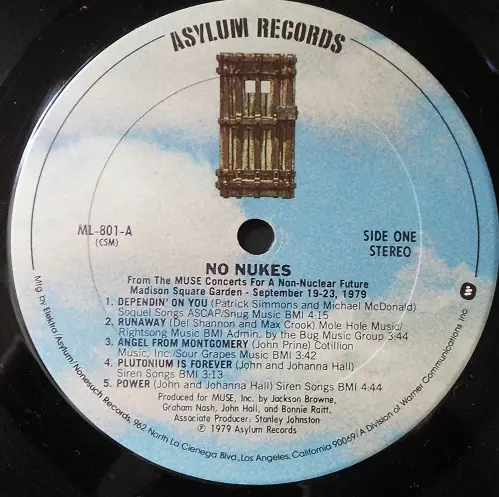 ASYLUM RECORDS
ML-801-A
(CSM)
SIDE ONE
STEREO
NO NUKES
From The MUSE Concerts For A Non-Nuclear Future
Madison Square Garden - September 19-23, 1979
1. DEPENDIN' ON YOU (Patrick Simmons and Michael McDonald)
Soquel Songs ASCAP/Snug Music BMI 4:15
2. RUNAWAY (Del Shannon and Max Crook) Mole Hole Music/
Rightsong Music BMI Admin. by the Bug Music Group 3:44
3. ANGEL FROM MONTGOMERY (John Prine) Cotillion
Music, Inc./Sour Grapes Music BMI 3:42
4. PLUTONIUM IS FOREVER (John and Johanna Hall)
Siren Songs BMI 3:13
5. POWER (John and Johanna Hall) Siren Songs BMI 4:44
Produced for MUSE, Inc. by Jackson Browne,
Graham Nash, John Hall, and Bonnie Raitt.
Associate Producer: Stanley Johnston
℗ 1979 Asylum Records
Mfg. by Elektra/Asylum/Nonesuch Records, 962 North La Cienega Blvd., Los Angeles, California 90069/A Division of Warner Communications Inc.